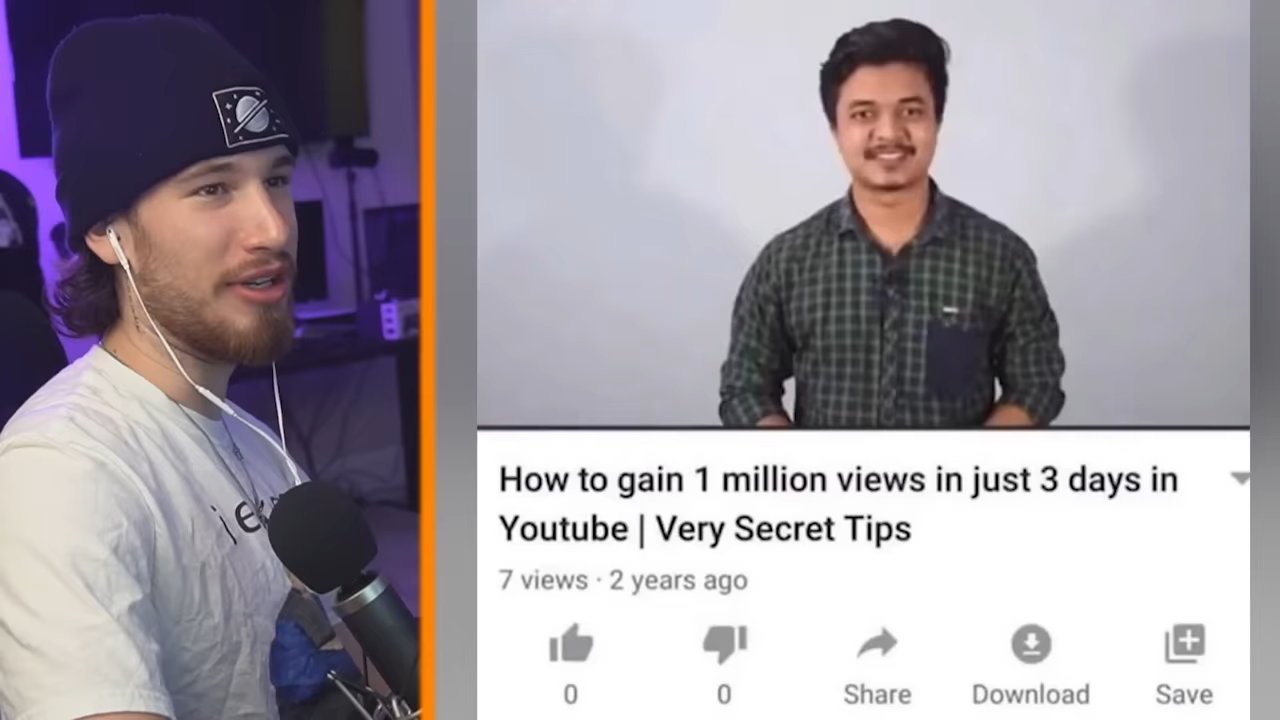 How to gain 1 million views in just 3 days in
Youtube | Very Secret Tips
7 views · 2 years ago
0
0
Share
Download
Save